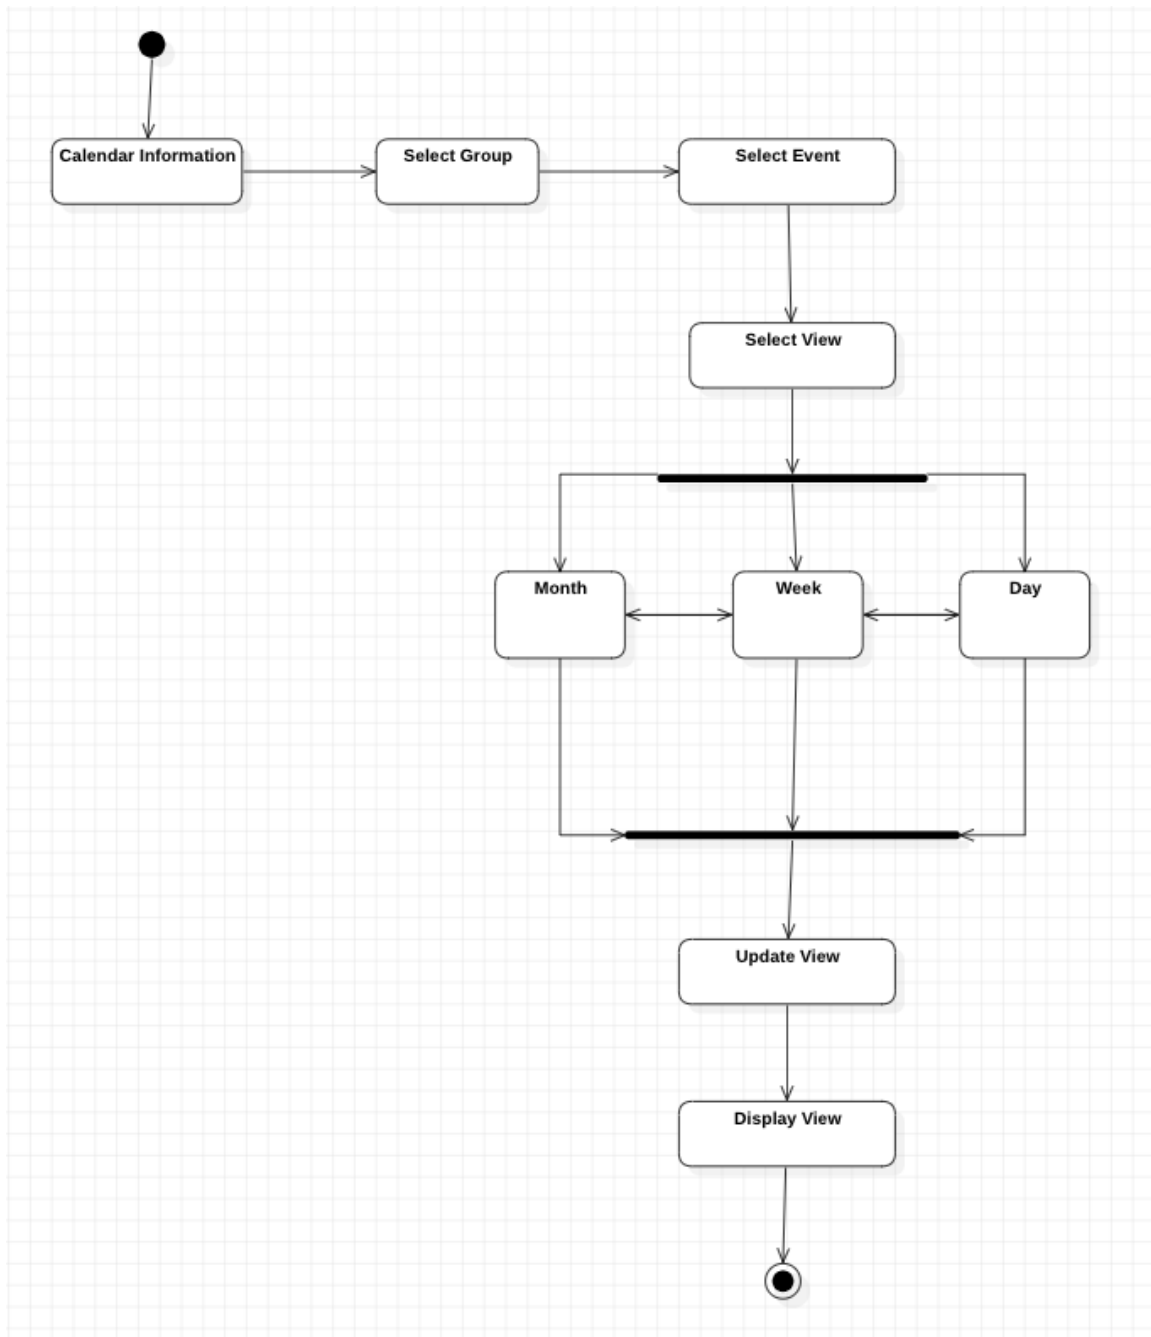 Calendar Information
Select Group
Select Event
Select View
Month
Week
Day
Update View
Display View